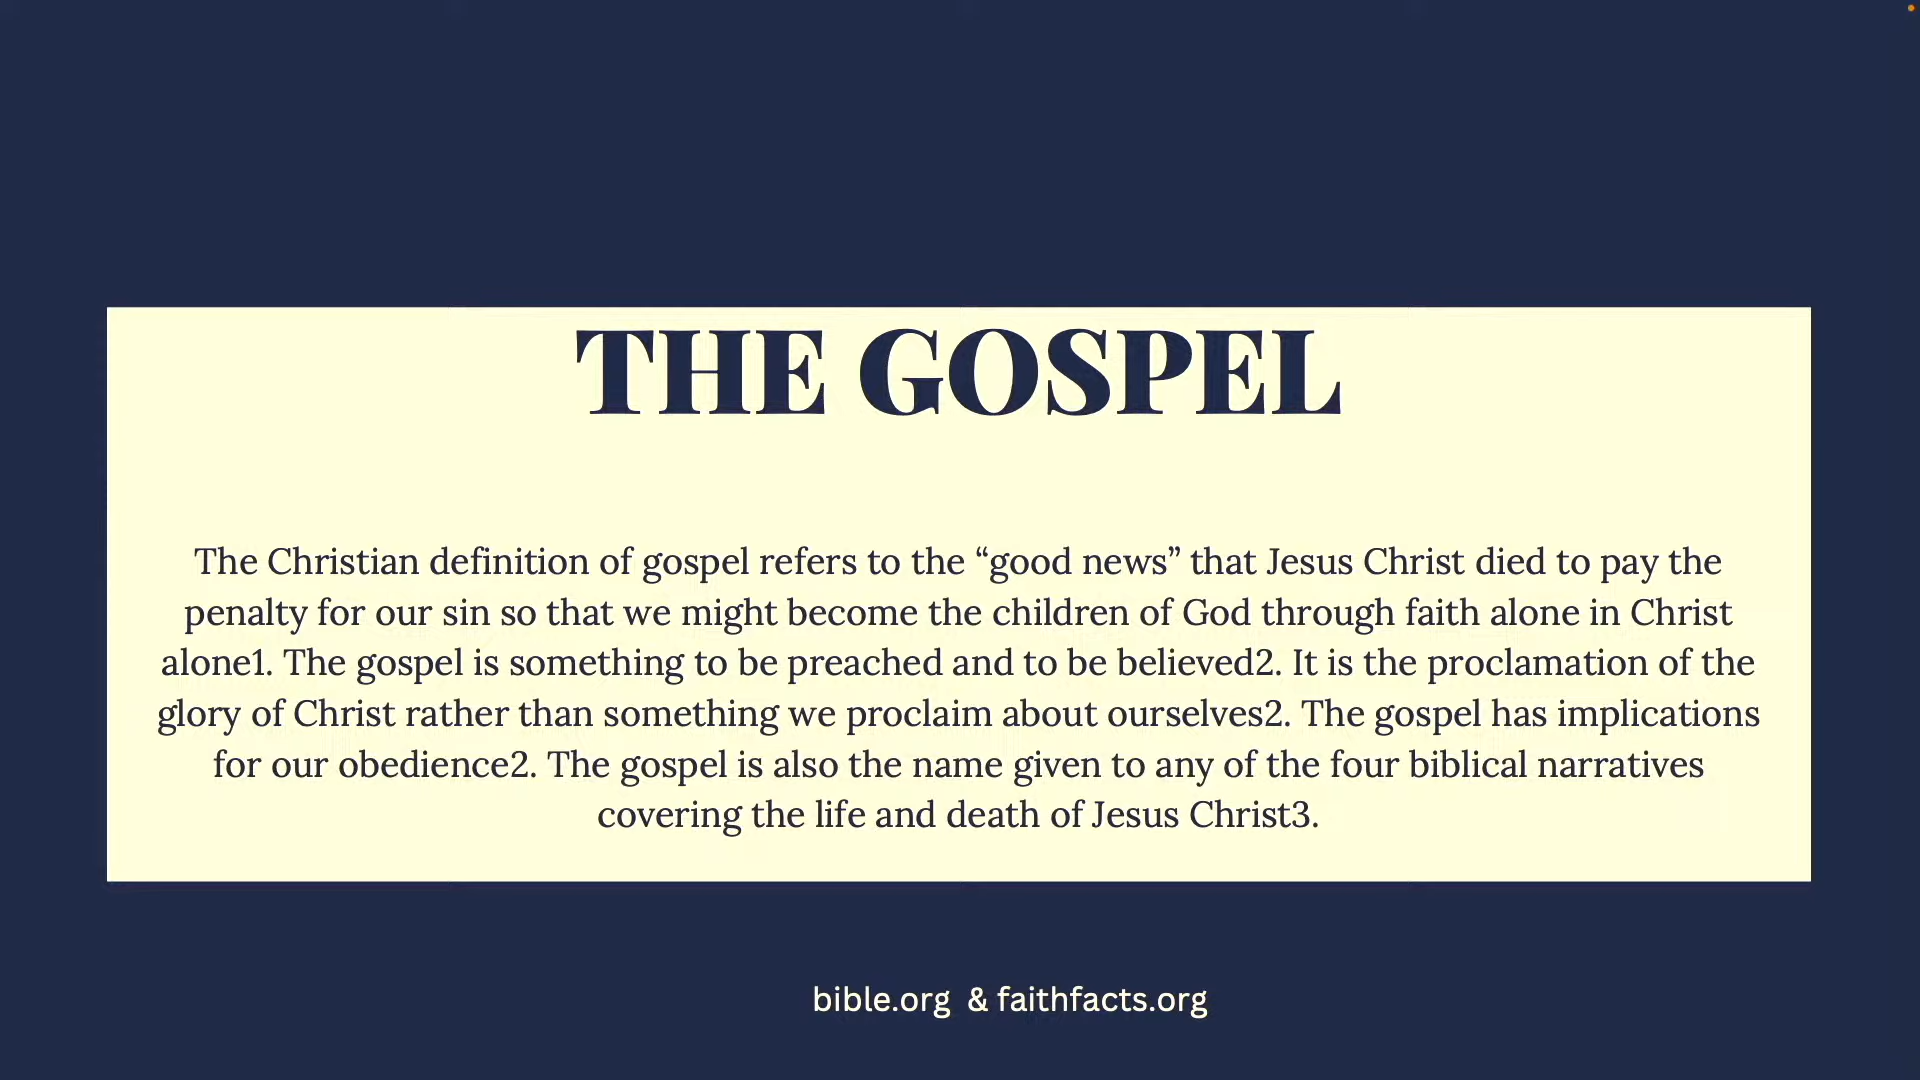 THE GOSPEL
The Christian definition of gospel refers to the “good news” that Jesus Christ died to pay the
penalty for our sin so that we might become the children of God through faith alone in Christ
alone1. The gospel is something to be preached and to be believed2. It is the proclamation of the
glory of Christ rather than something we proclaim about ourselves2. The gospel has implications
for our obedience2. The gospel is also the name given to any of the four biblical narratives
covering the life and death of Jesus Christ3.
bible.org & faithfacts.org